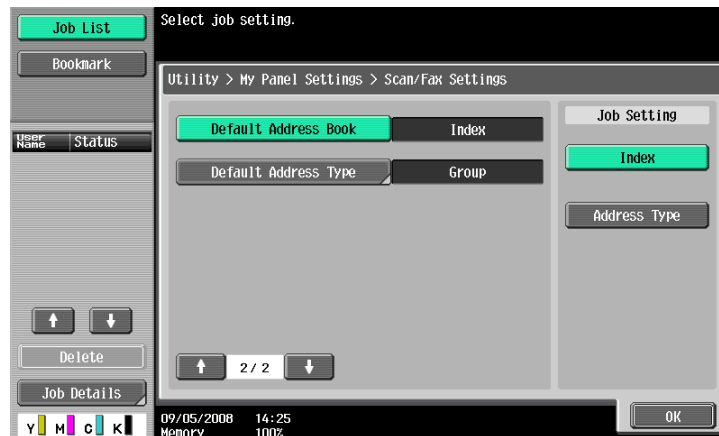 Job List
Bookmark
User Name
Status
Delete
Job Details
Y M C K
Select job setting.
Utility > My Panel Settings > Scan/Fax Settings
Default Address Book
Index
Default Address Type
Group
2/ 2
Job Setting
Index
Address Type
09/05/2008 14:25
Memory 100%
OK